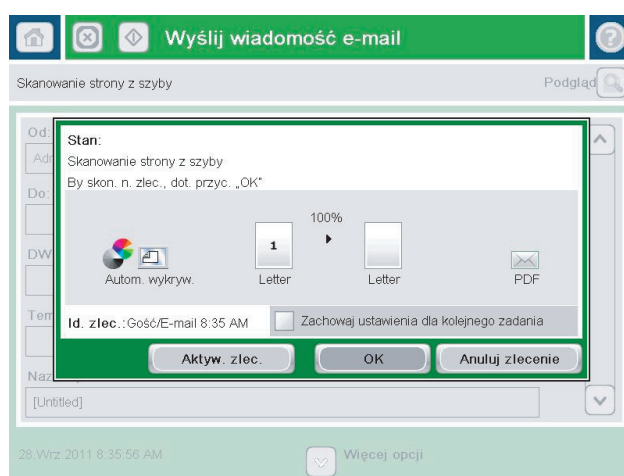 Wyślij wiadomość e-mail
Skanowanie strony z szyby
Podgląd
Od:
Stan:
Skanowanie strony z szyby
By skon. n. zlec., dot. przyc. „OK”
Do:
100%
1
DW
Autom. wykryw.
Letter
Letter
PDF
Id. zlec.:Gość/E-mail 8:35 AM
Zachowaj ustawienia dla kolejnego zadania
Aktyw. zlec.
OK
Anuluj zlecenie
[Untitled]
28.Wrz.2011 8:35:56 AM
Więcej opcji